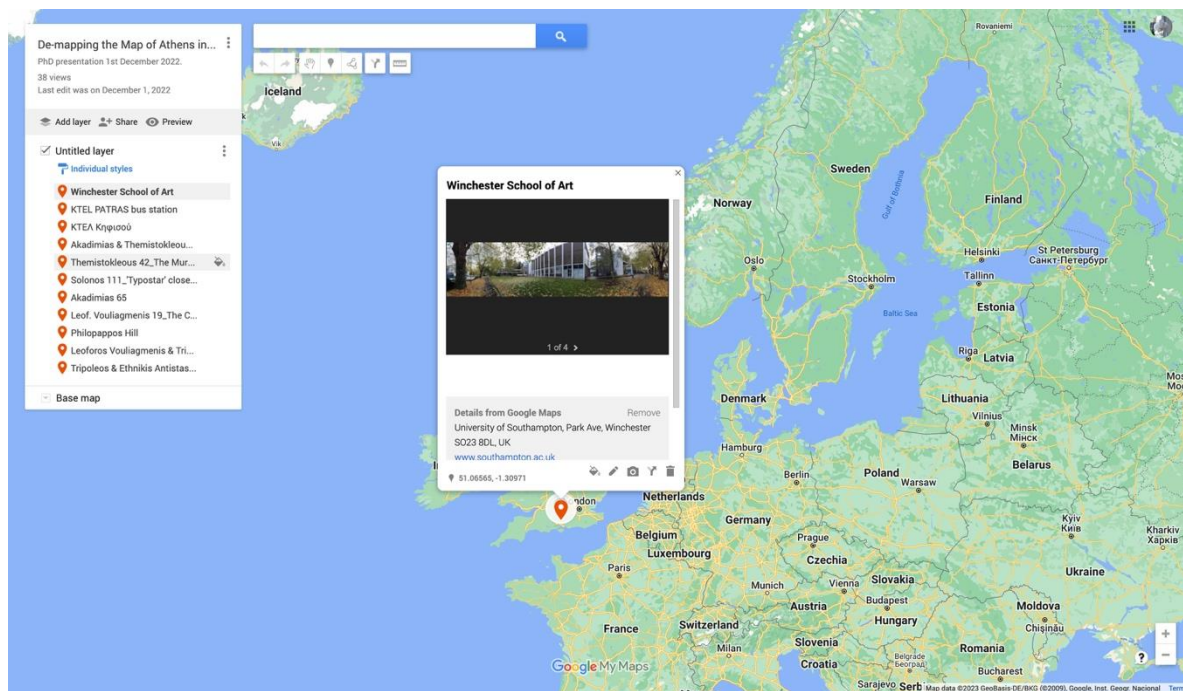 De-mapping the Map of Athens in...
PhD presentation 1st December 2022.
38 views
Last edit was on December 1, 2022
Add layer
Share
Preview
Untitled layer
Individual styles
Winchester School of Art
KTEL PATRAS bus station
ΚΤΕΛ Κηφισού
Akadimias & Themistokleou...
Themistokleous 42_The Mur...
Solonos 111_'Typostar' close...
Akadimias 65
Leof. Vouliagmenis 19_The C...
Philopappos Hill
Leoforos Vouliagmenis & Tri...
Tripoleos & Ethnikis Antistas...
Base map
Winchester School of Art
1 of 4
Details from Google Maps
Remove
University of Southampton, Park Ave, Winchester
SO23 8DL, UK
www.southampton.ac.uk
51.06565, -1.30971
Iceland
Vik
Rovaniemi
Sweden
Norway
Gulf of Bothnia
Finland
Helsinki
St Petersburg
Санкт-Петербург
Oslo
Stockholm
Tallinn
Estonia
Baltic Sea
Riga
Latvia
Denmark
Lithuania
Vilnius
Minsk
Мінск
Belarus
Hamburg
Berlin
Poland
Warsaw
Netherlands
Germany
Belgium
Luxembourg
Kyiv
Київ
Kharkiv
Харків
Prague
Czechia
Ukraine
Paris
Munich
Vienna
Slovakia
Austria
Budapest
Hungary
Moldova
Chișinău
France
Switzerland
Milan
Slovenia
Croatia
Belgrade
Београд
Romania
Bucharest
Sarajevo
Serb
Google My Maps
Map data ©2023 GeoBasis-DE/BKG (©2009), Google, Inst. Geogr. Nacional
Term